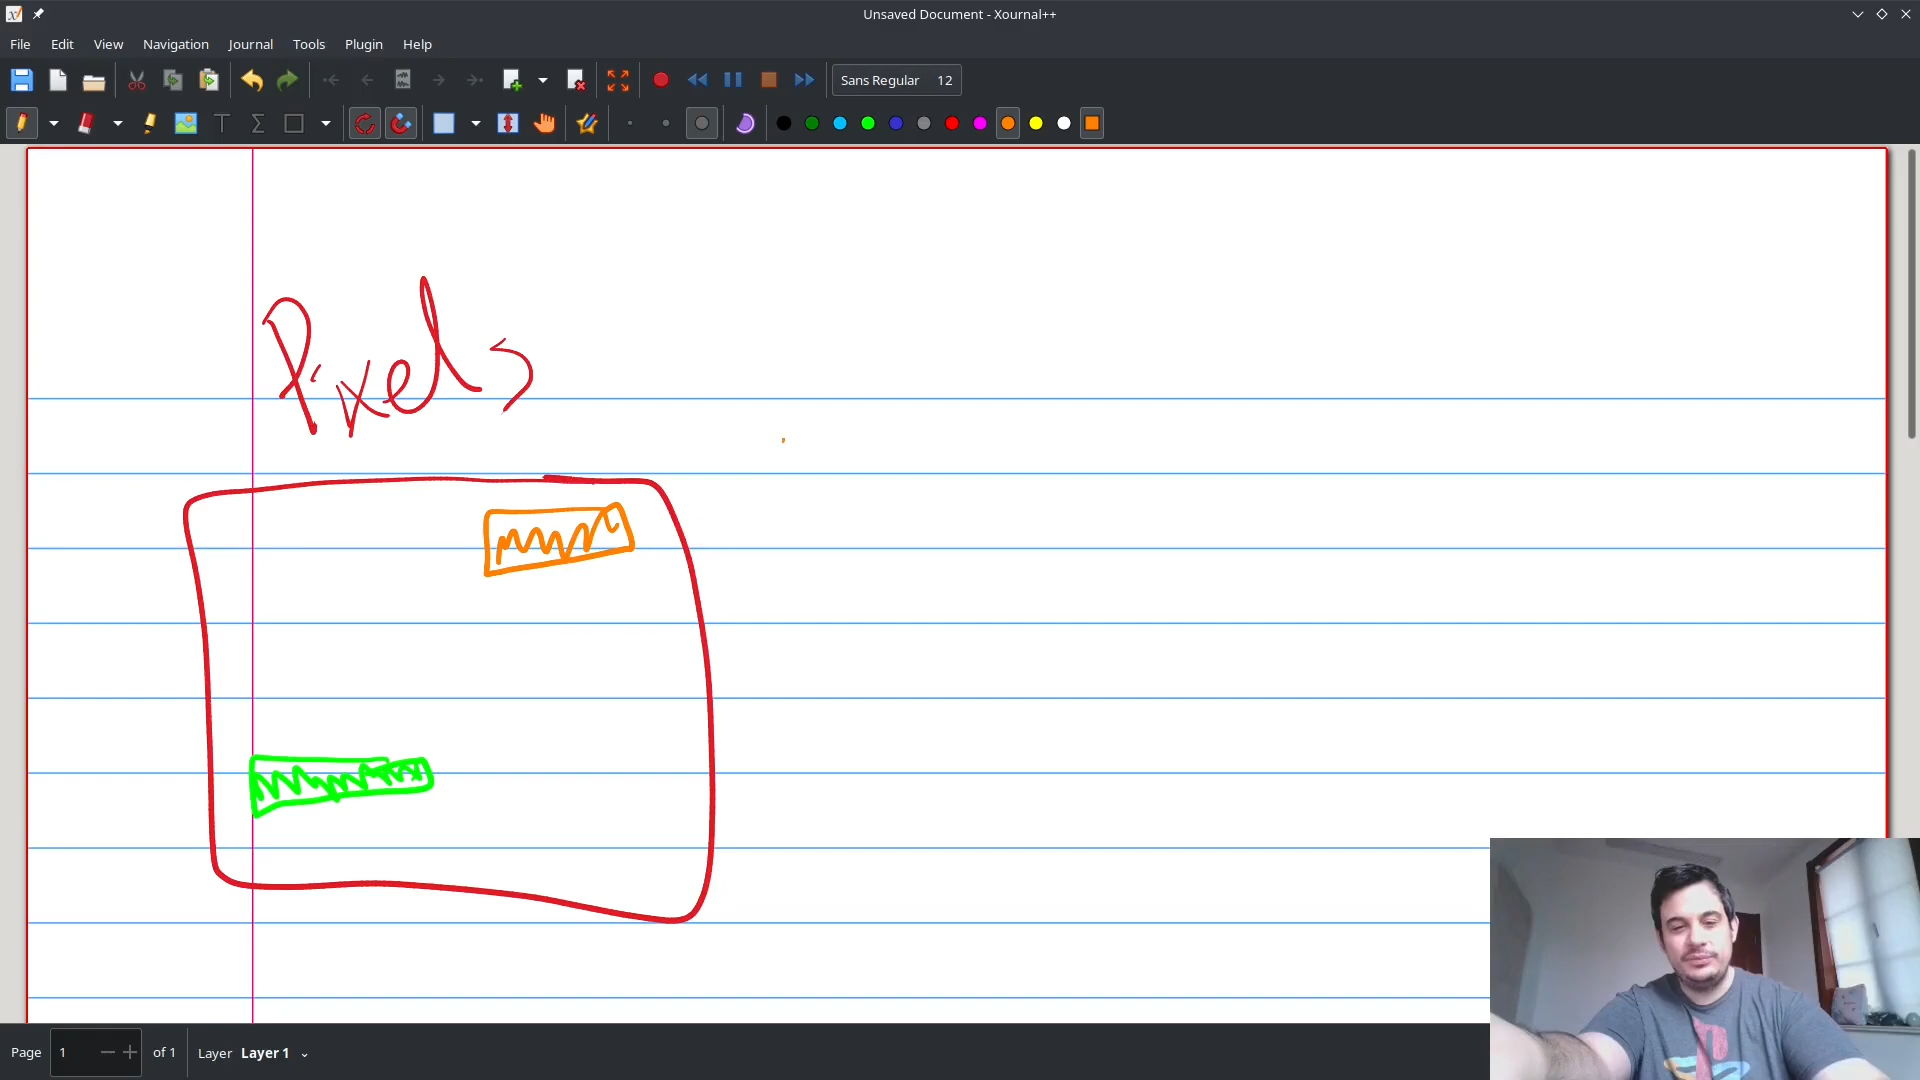 Unsaved Document - Xournal++
File Edit View Navigation Journal Tools Plugin Help
Sans Regular 12
Pixels
Page 1 of 1 Layer Layer 1